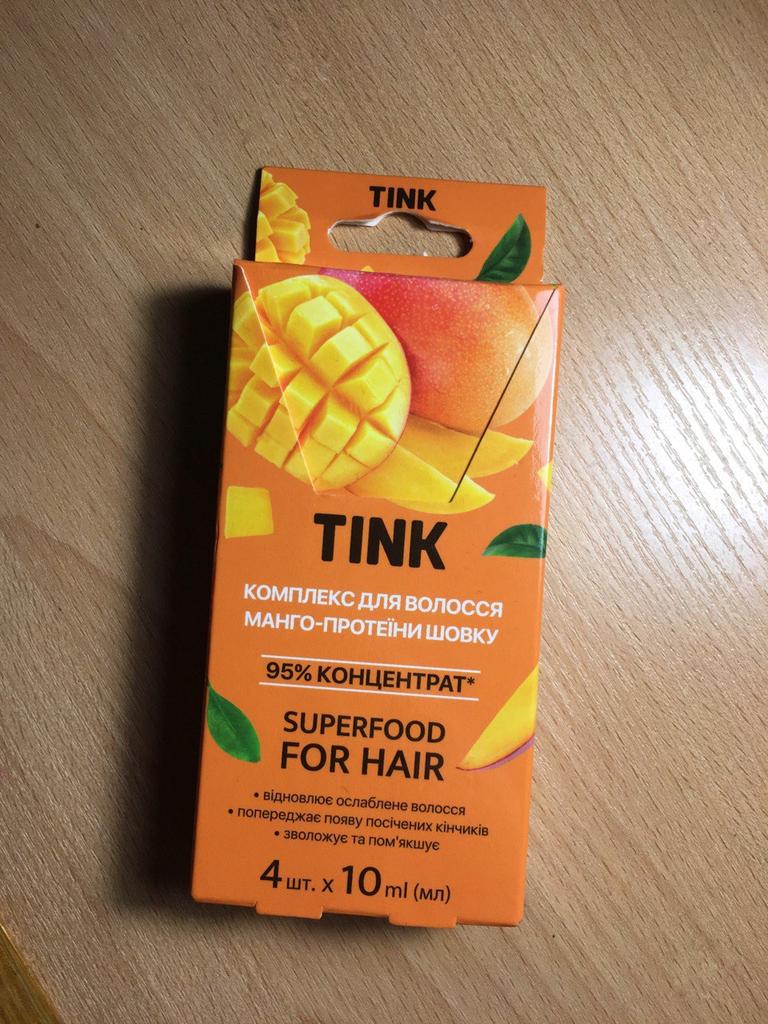 TINK
TINK
КОМПЛЕКС ДЛЯ ВОЛОССЯ
МАНГО-ПРОТЕЇНИ ШОВКУ
95% КОНЦЕНТРАТ*
SUPERFOOD
FOR HAIR
• відновлює ослаблене волосся
• попереджає появу посічених кінчиків
• зволожує та пом'якшує
4 шт. x 10 ml (мл)